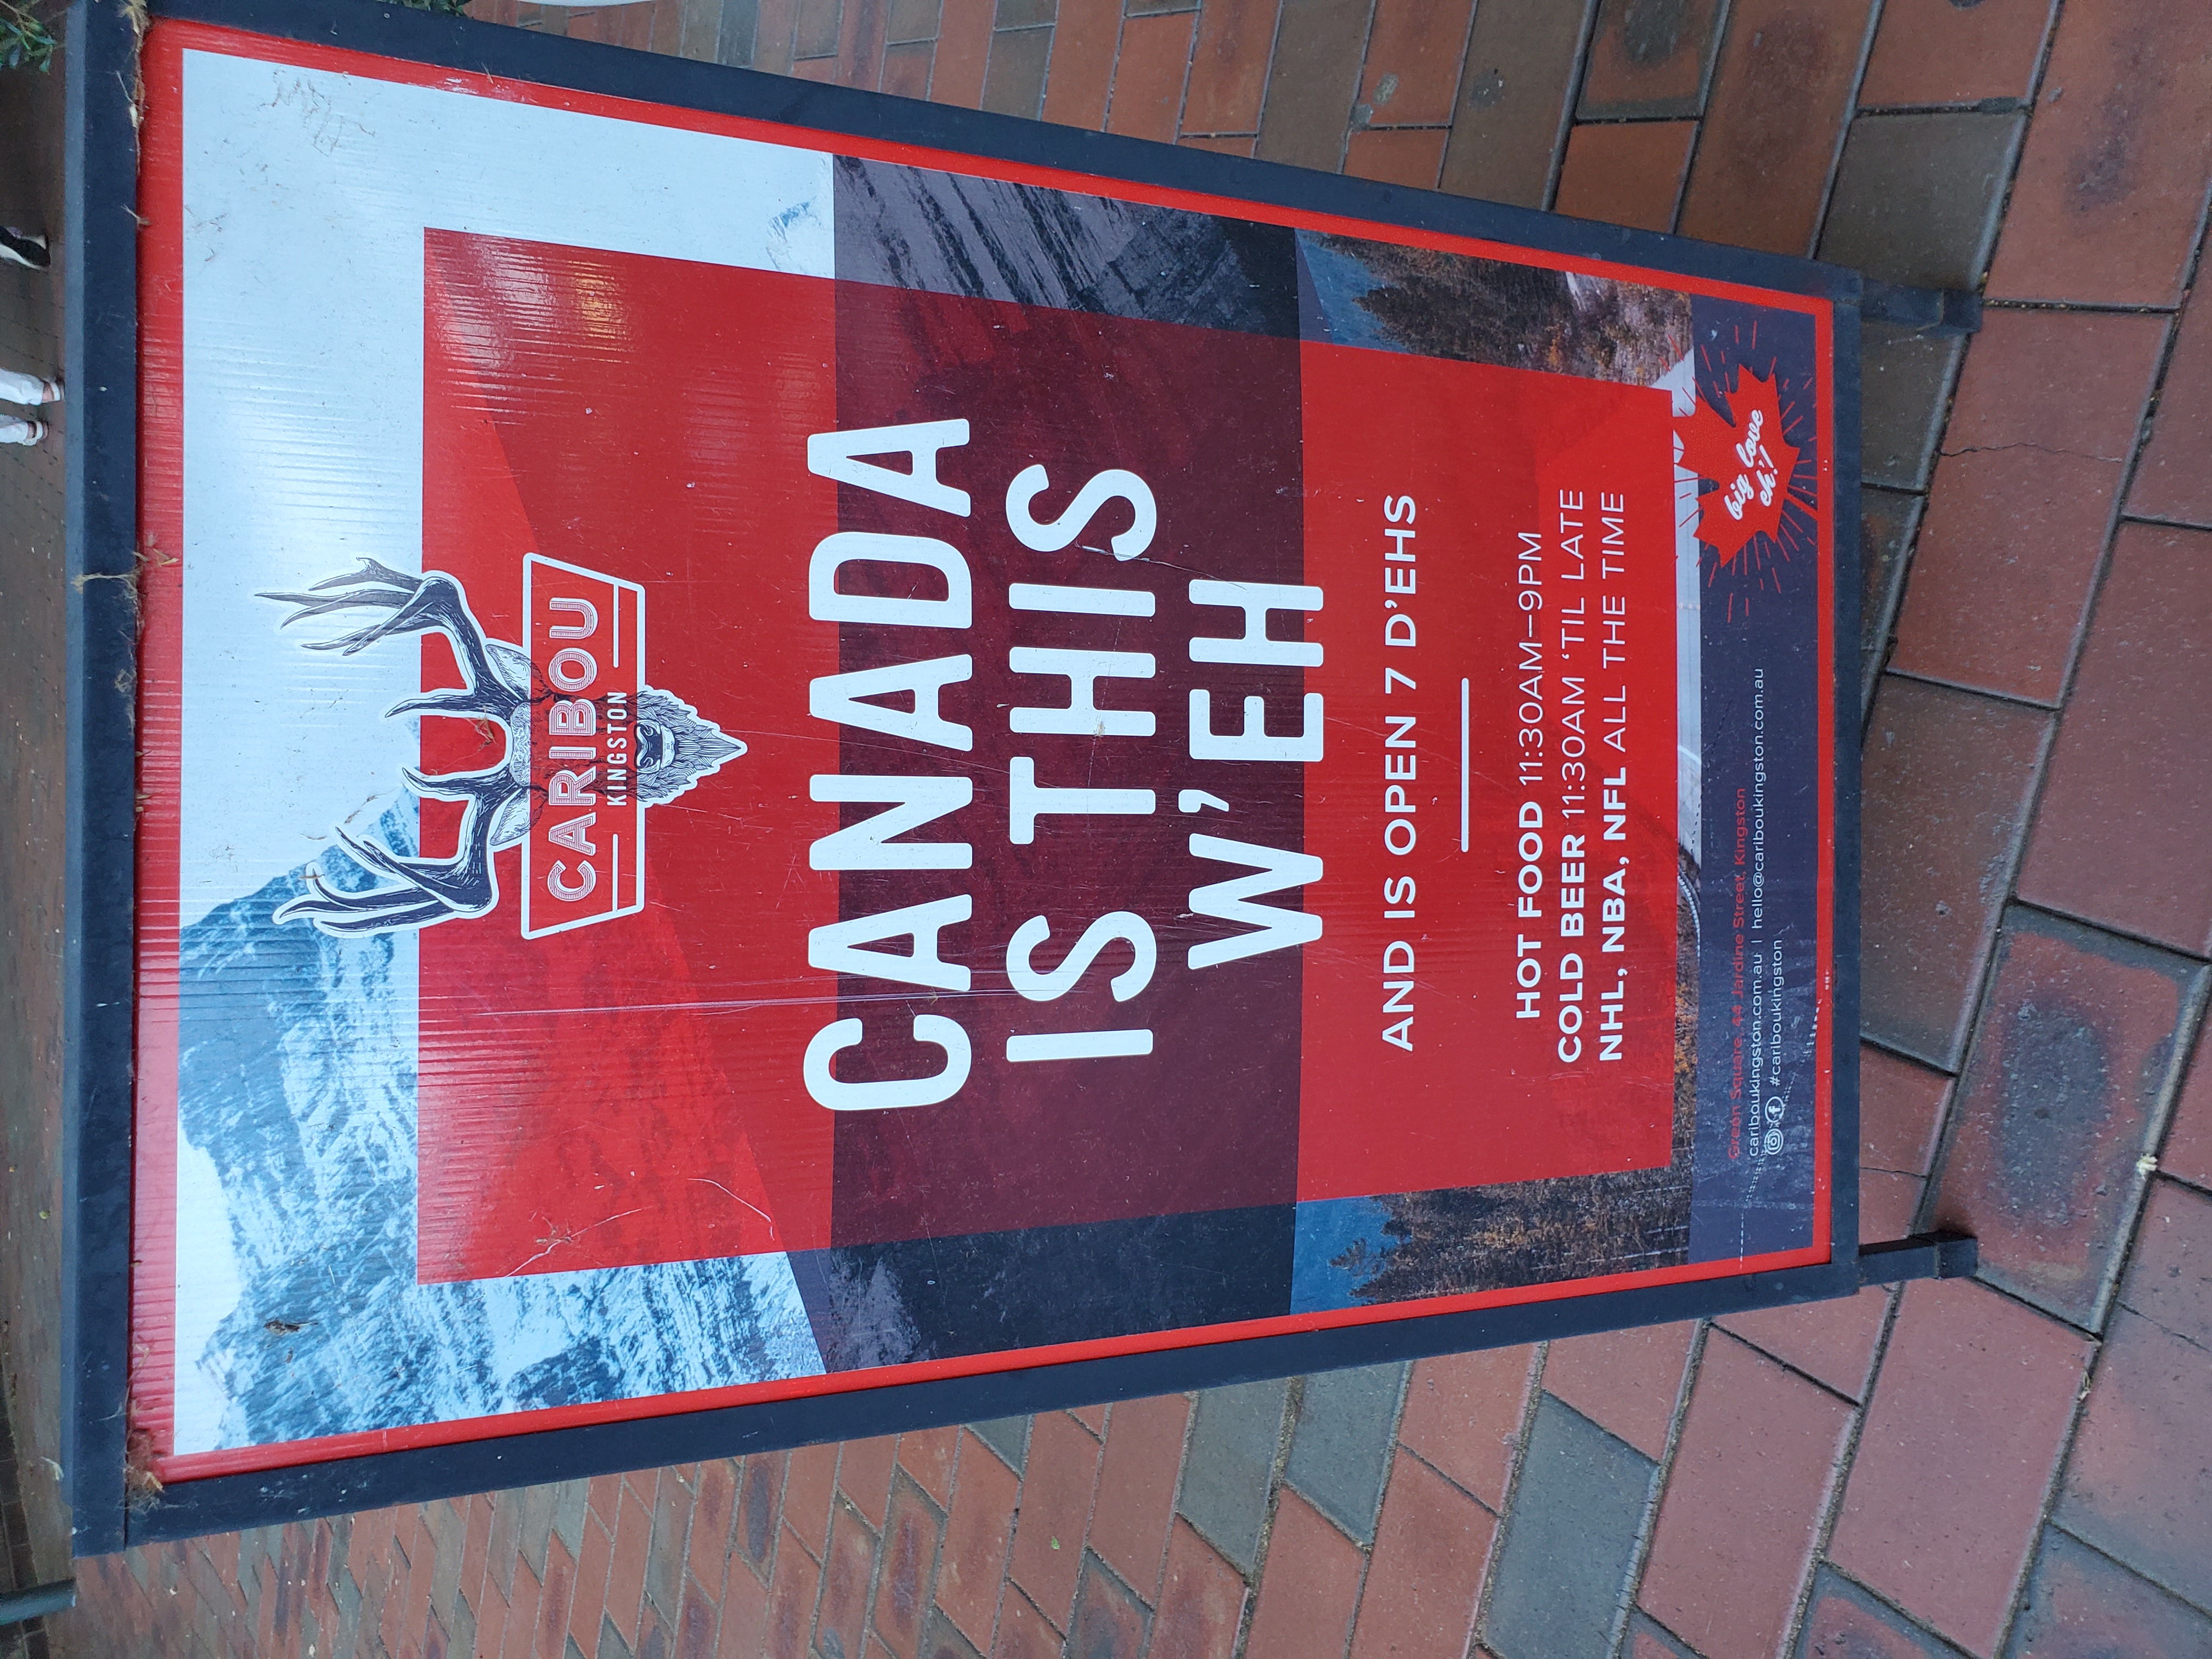 CARIBOU
KINGSTON
CANADA
IS THIS
W'EH
AND IS OPEN 7 D'EHS
HOT FOOD 11:30AM–9PM
COLD BEER 11:30AM 'TIL LATE
NHL, NBA, NFL ALL THE TIME
big love
eh!
Green Square, 44 Jardine Street, Kingston
cariboukingston.com.au | hello@cariboukingston.com.au
#cariboukingston